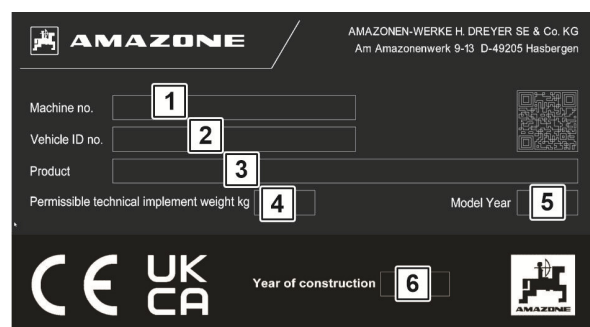 AMAZONE
AMAZONEN-WERKE H. DREYER SE & Co. KG
Am Amazonenwerk 9-13 D-49205 Hasbergen
Machine no. 1
Vehicle ID no. 2
Product 3
Permissible technical implement weight kg 4
Model Year 5
CE UK CA
Year of construction 6
AMAZONE